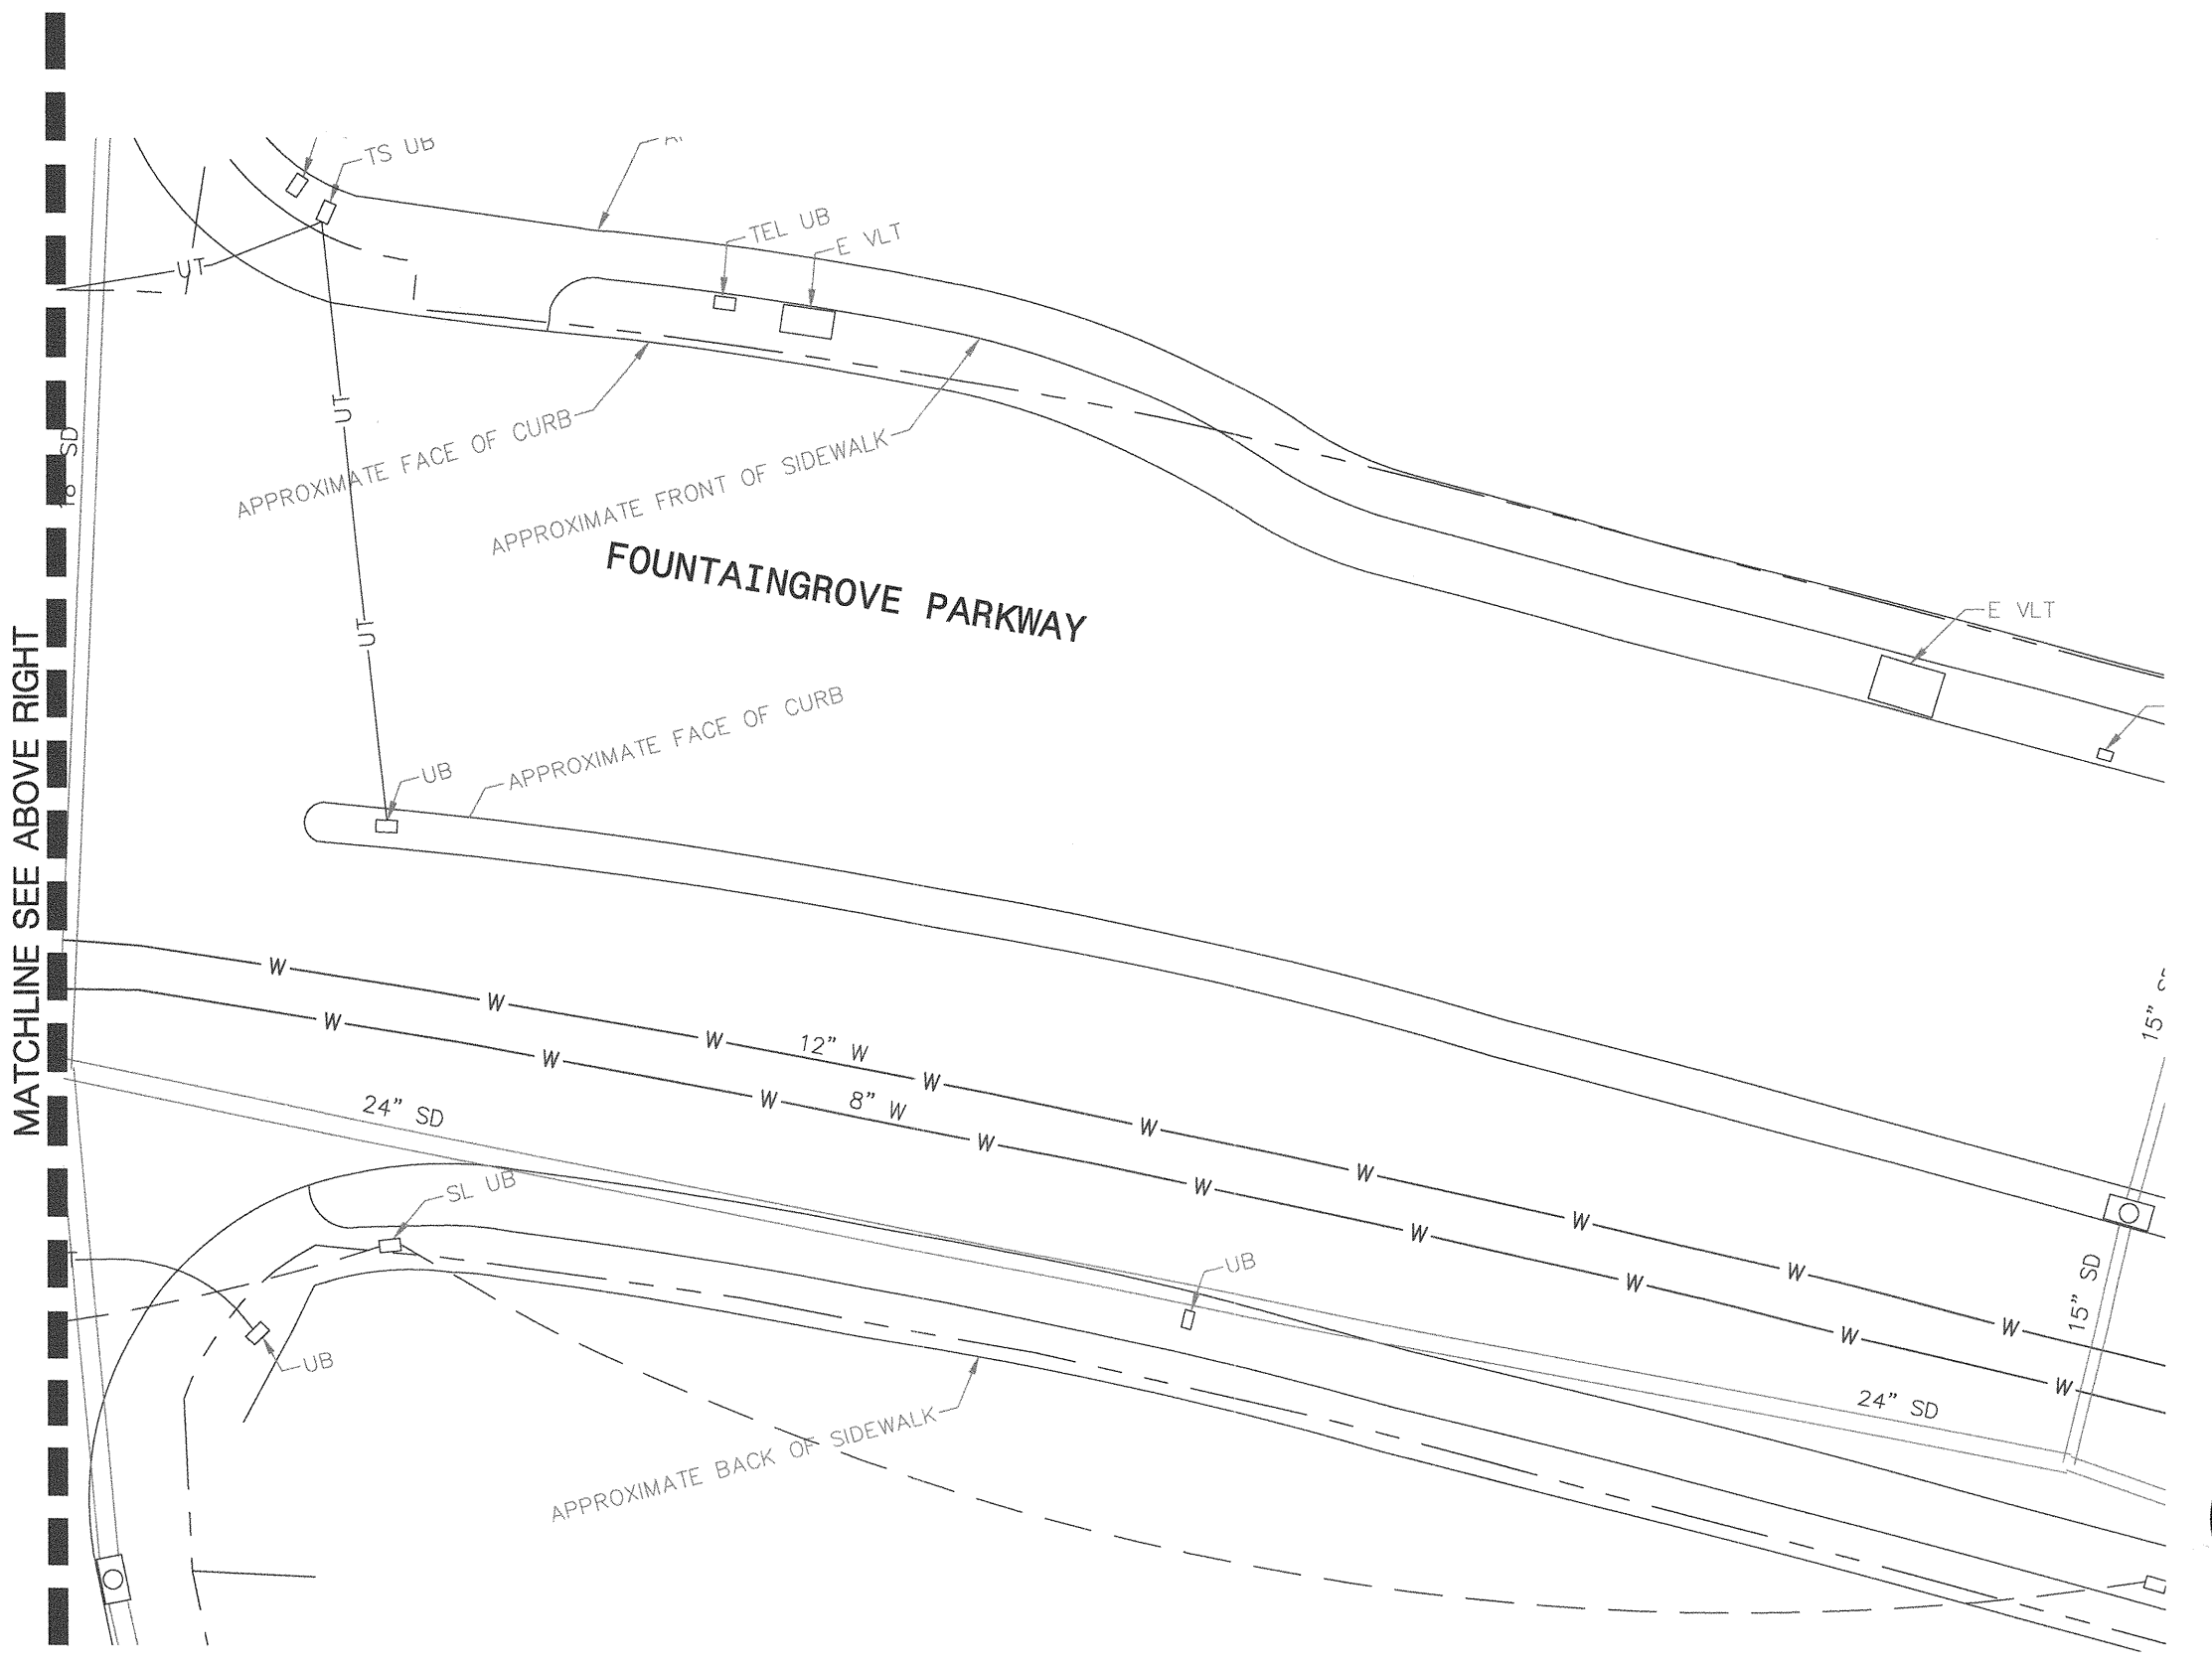 TS UB
UT
TEL UB
E VLT
UT
SD
APPROXIMATE FACE OF CURB
APPROXIMATE FRONT OF SIDEWALK
FOUNTAINGROVE PARKWAY
E VLT
UT
MATCHLINE SEE ABOVE RIGHT
UB
APPROXIMATE FACE OF CURB
W
W
W
12" W
W
W
W
W
W
W
W
W
W
8" W
W
W
W
W
W
W
15"
24" SD
SL UB
UB
15" SD
UB
24" SD
APPROXIMATE BACK OF SIDEWALK